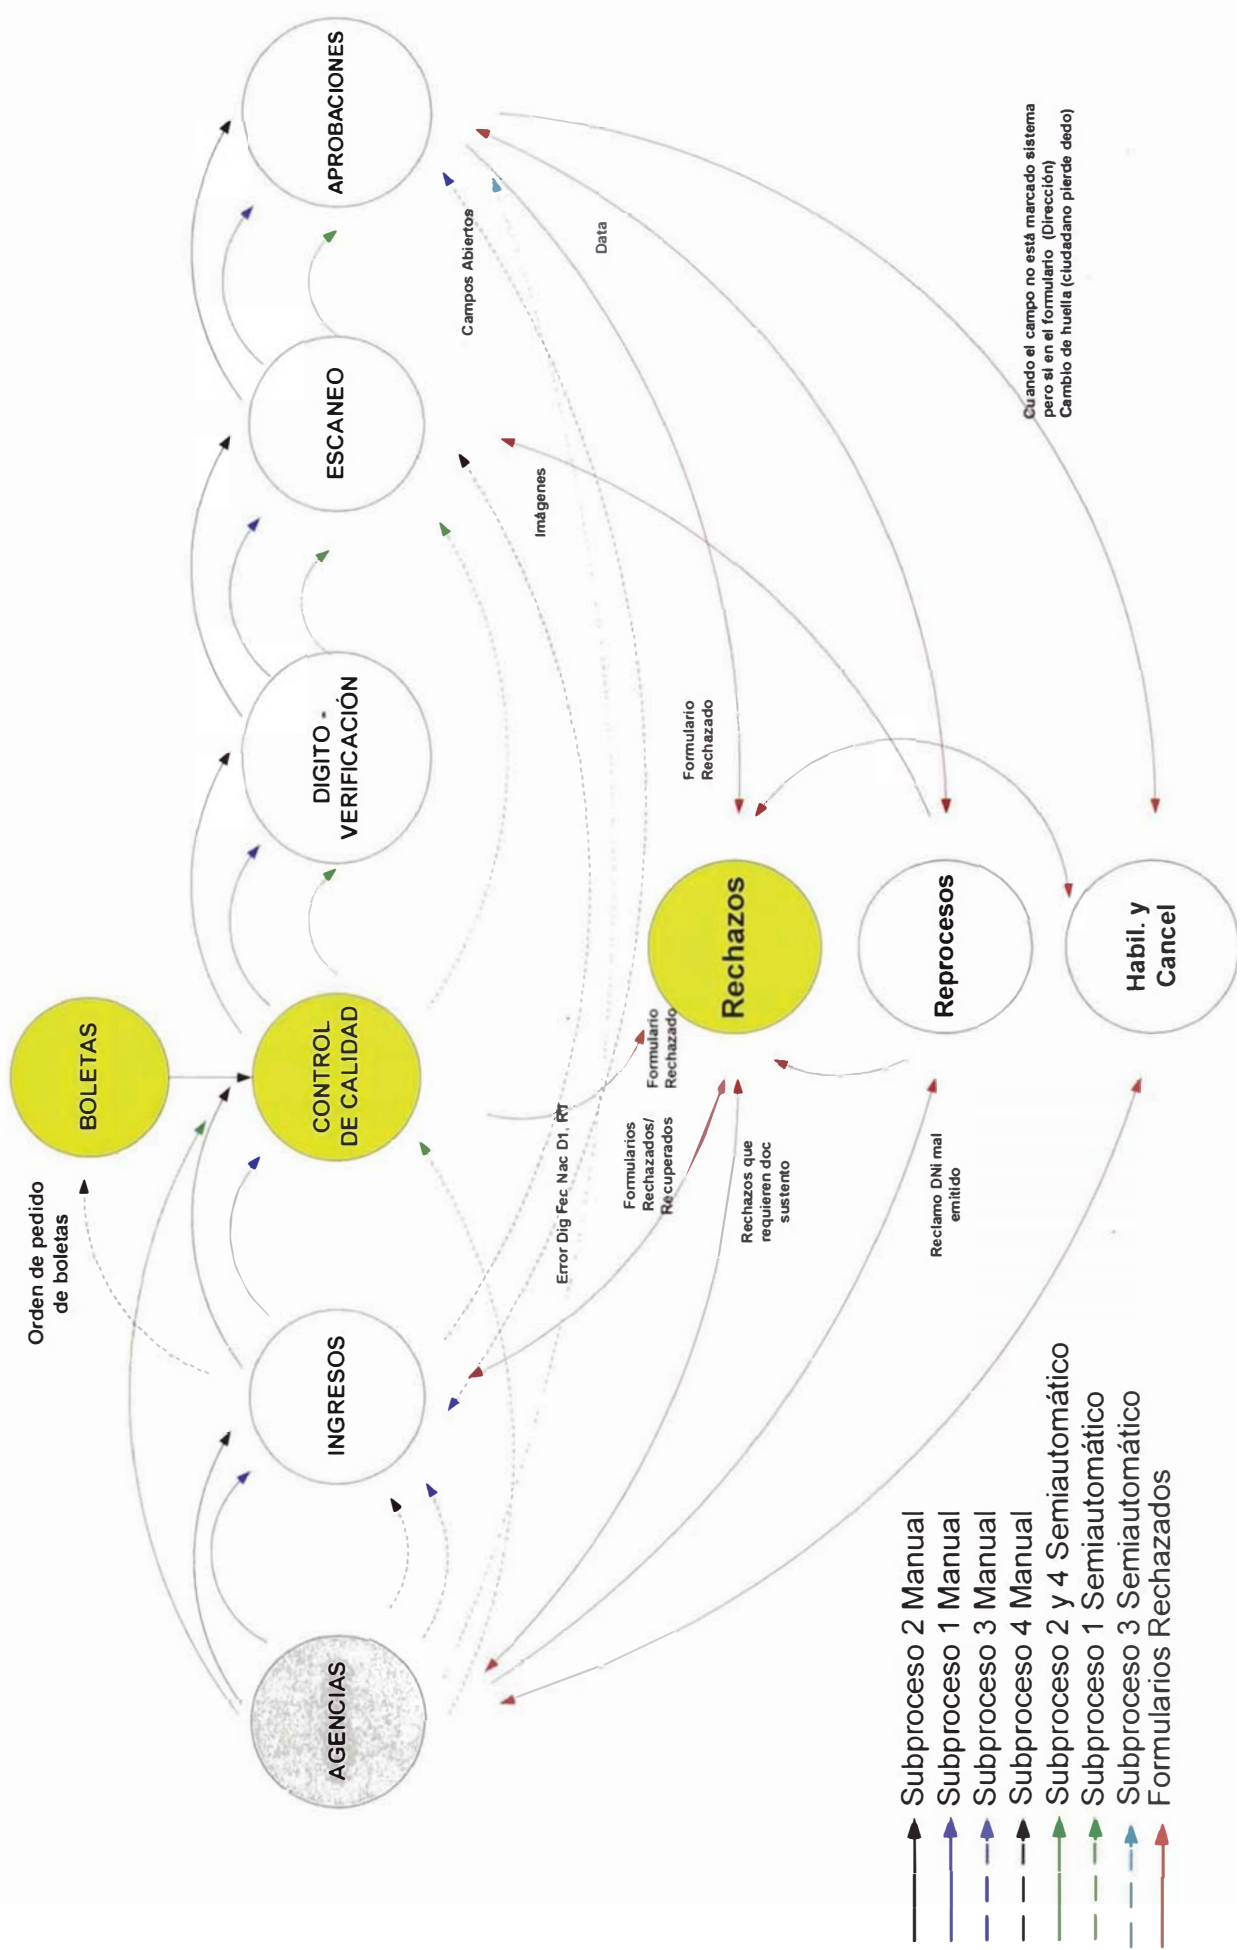 Orden de pedido
de boletas
BOLETAS
AGENCIAS
INGRESOS
CONTROL
DE CALIDAD
DIGITO -
VERIFICACIÓN
ESCANEO
APROBACIONES
Campos Abiertos
Imágenes
Data
Error Dig Fec Nac D1, RT
Formulario
Rechazado
Formularios
Rechazados/
Recuperados
Formulario
Rechazado
Rechazos
Rechazos que
requieren doc
sustento
Reprocesos
Reclamo DNi mal
emitido
Habil. y
Cancel
Cuando el campo no está marcado sistema
pero si en el formulario (Dirección)
Cambio de huella (ciudadano pierde dedo)
Subproceso 2 Manual
Subproceso 1 Manual
Subproceso 3 Manual
Subproceso 4 Manual
Subproceso 2 y 4 Semiautomático
Subproceso 1 Semiautomático
Subproceso 3 Semiautomático
Formularios Rechazados